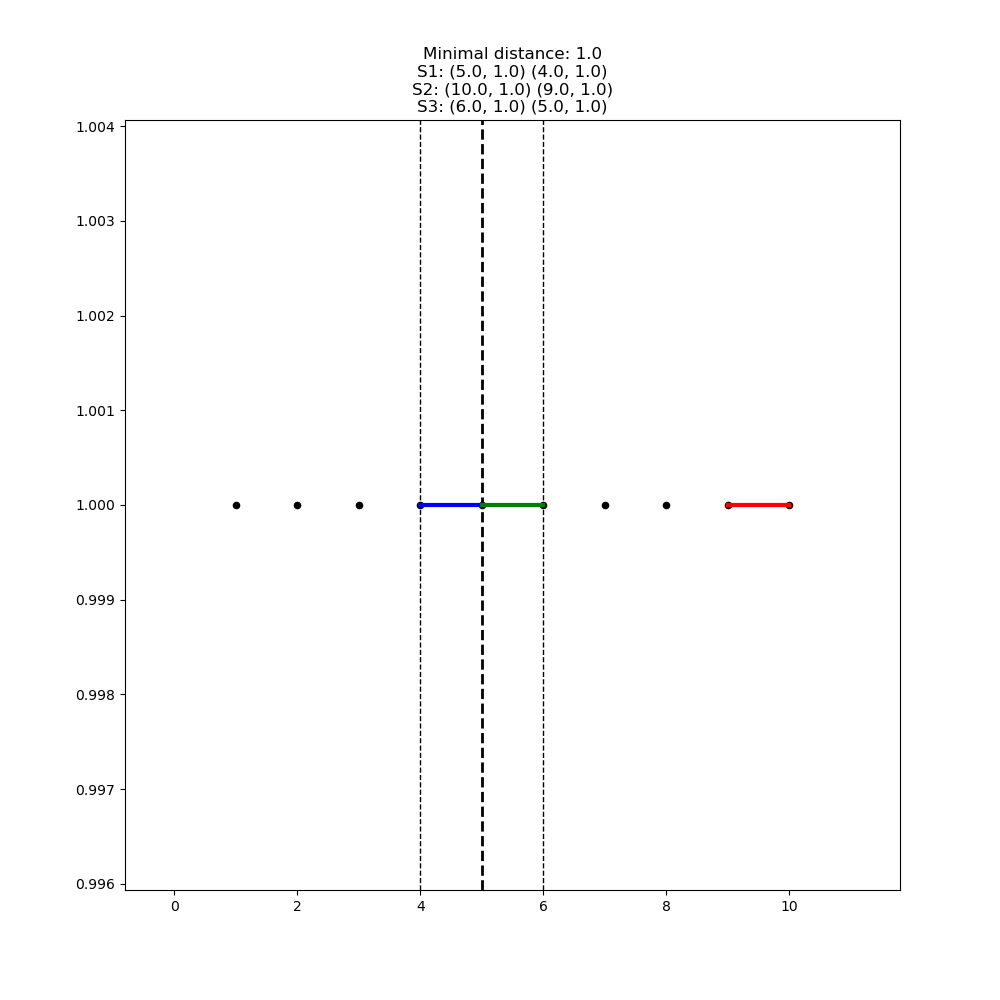 Minimal distance: 1.0
S1: (5.0, 1.0) (4.0, 1.0)
S2: (10.0, 1.0) (9.0, 1.0)
S3: (6.0, 1.0) (5.0, 1.0)
1.004
1.003
1.002
1.001
1.000
0.999
0.998
0.997
0.996
0 2 4 6 8 10